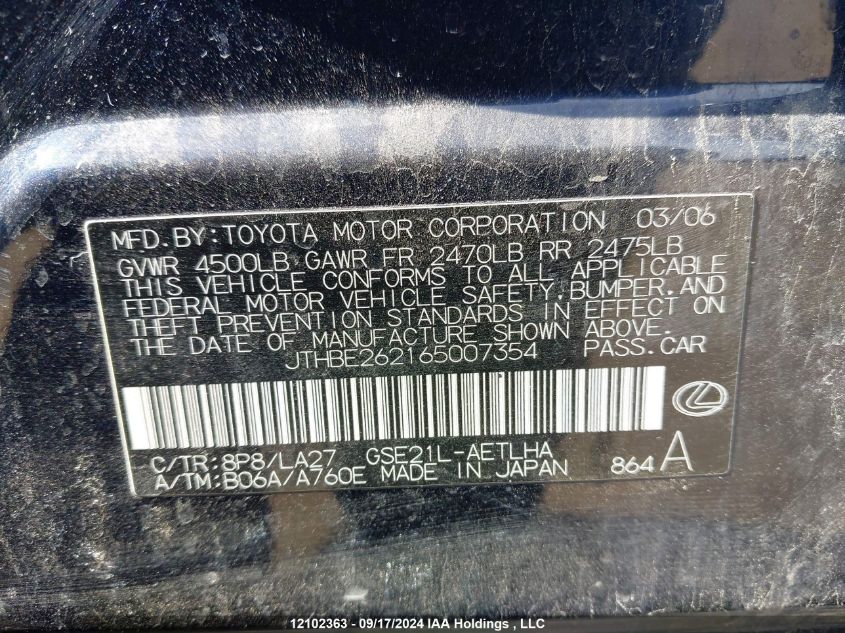 MFD. BY: TOYOTA MOTOR CORPORATION 03/06
GVWR 4500LB GAWR FR 2470LB RR 2475LB
THIS VEHICLE CONFORMS TO ALL APPLICABLE
FEDERAL MOTOR VEHICLE SAFETY, BUMPER, AND
THEFT PREVENTION STANDARDS IN EFFECT ON
THE DATE OF MANUFACTURE SHOWN ABOVE.
JTHBE262165007354 PASS. CAR
C/TR: 8P8/LA27 GSE21L-AETLHA
A/TM: B06A/A760E MADE IN JAPAN 864 A
12102363 - 09/17/2024 IAA Holdings , LLC